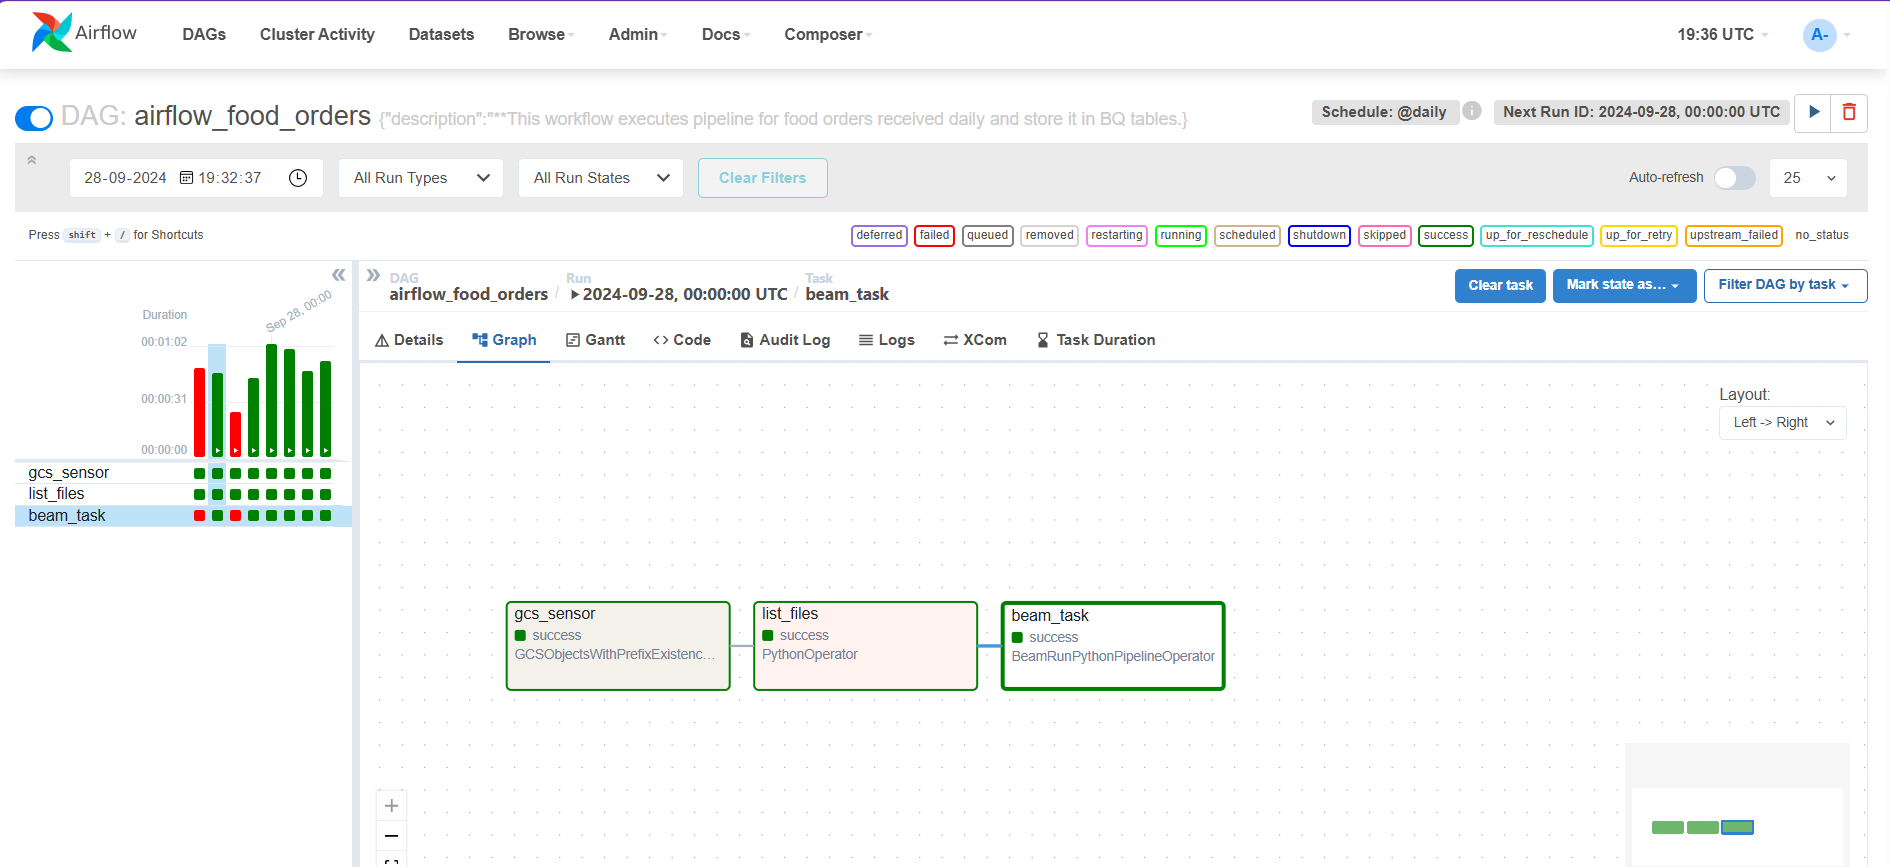 Airflow DAGs Cluster Activity Datasets Browse Admin Docs Composer 19:36 UTC A-
DAG: airflow_food_orders {"description":"**This workflow executes pipeline for food orders received daily and store it in BQ tables.} Schedule: @daily i Next Run ID: 2024-09-28, 00:00:00 UTC
28-09-2024 19:32:37 All Run Types All Run States Clear Filters Auto-refresh 25
Press shift + / for Shortcuts deferred failed queued removed restarting running scheduled shutdown skipped success up_for_reschedule up_for_retry upstream_failed no_status
DAG Run Task
airflow_food_orders / 2024-09-28, 00:00:00 UTC / beam_task Clear task Mark state as... Filter DAG by task
Sep 28, 00:00
Duration
00:01:02
00:00:31
00:00:00
gcs_sensor
list_files
beam_task
Details Graph Gantt Code Audit Log Logs XCom Task Duration
Layout:
Left -> Right
gcs_sensor
success
GCSObjectsWithPrefixExistenc...
list_files
success
PythonOperator
beam_task
success
BeamRunPythonPipelineOperator